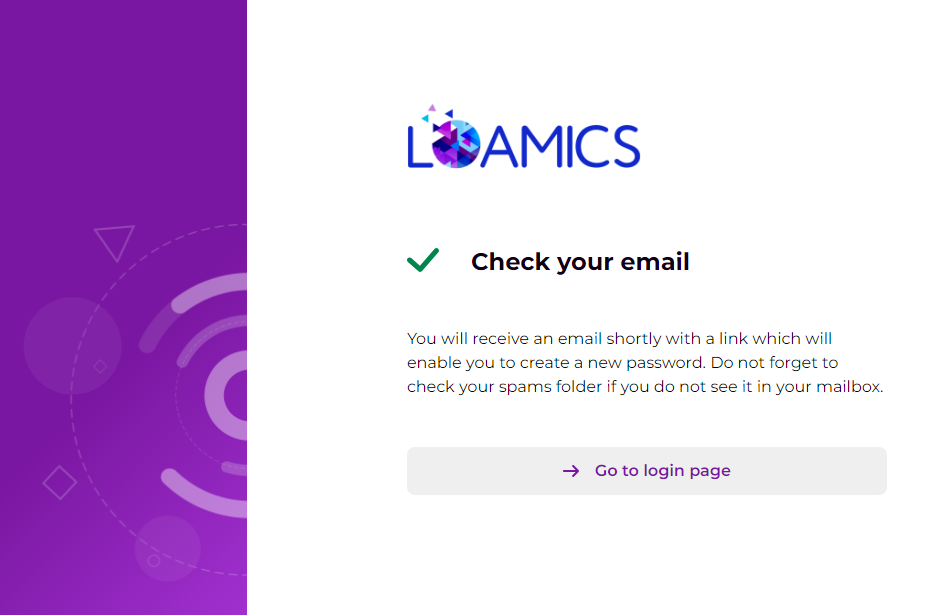 LOAMICS
Check your email
You will receive an email shortly with a link which will
enable you to create a new password. Do not forget to
check your spams folder if you do not see it in your mailbox.
Go to login page